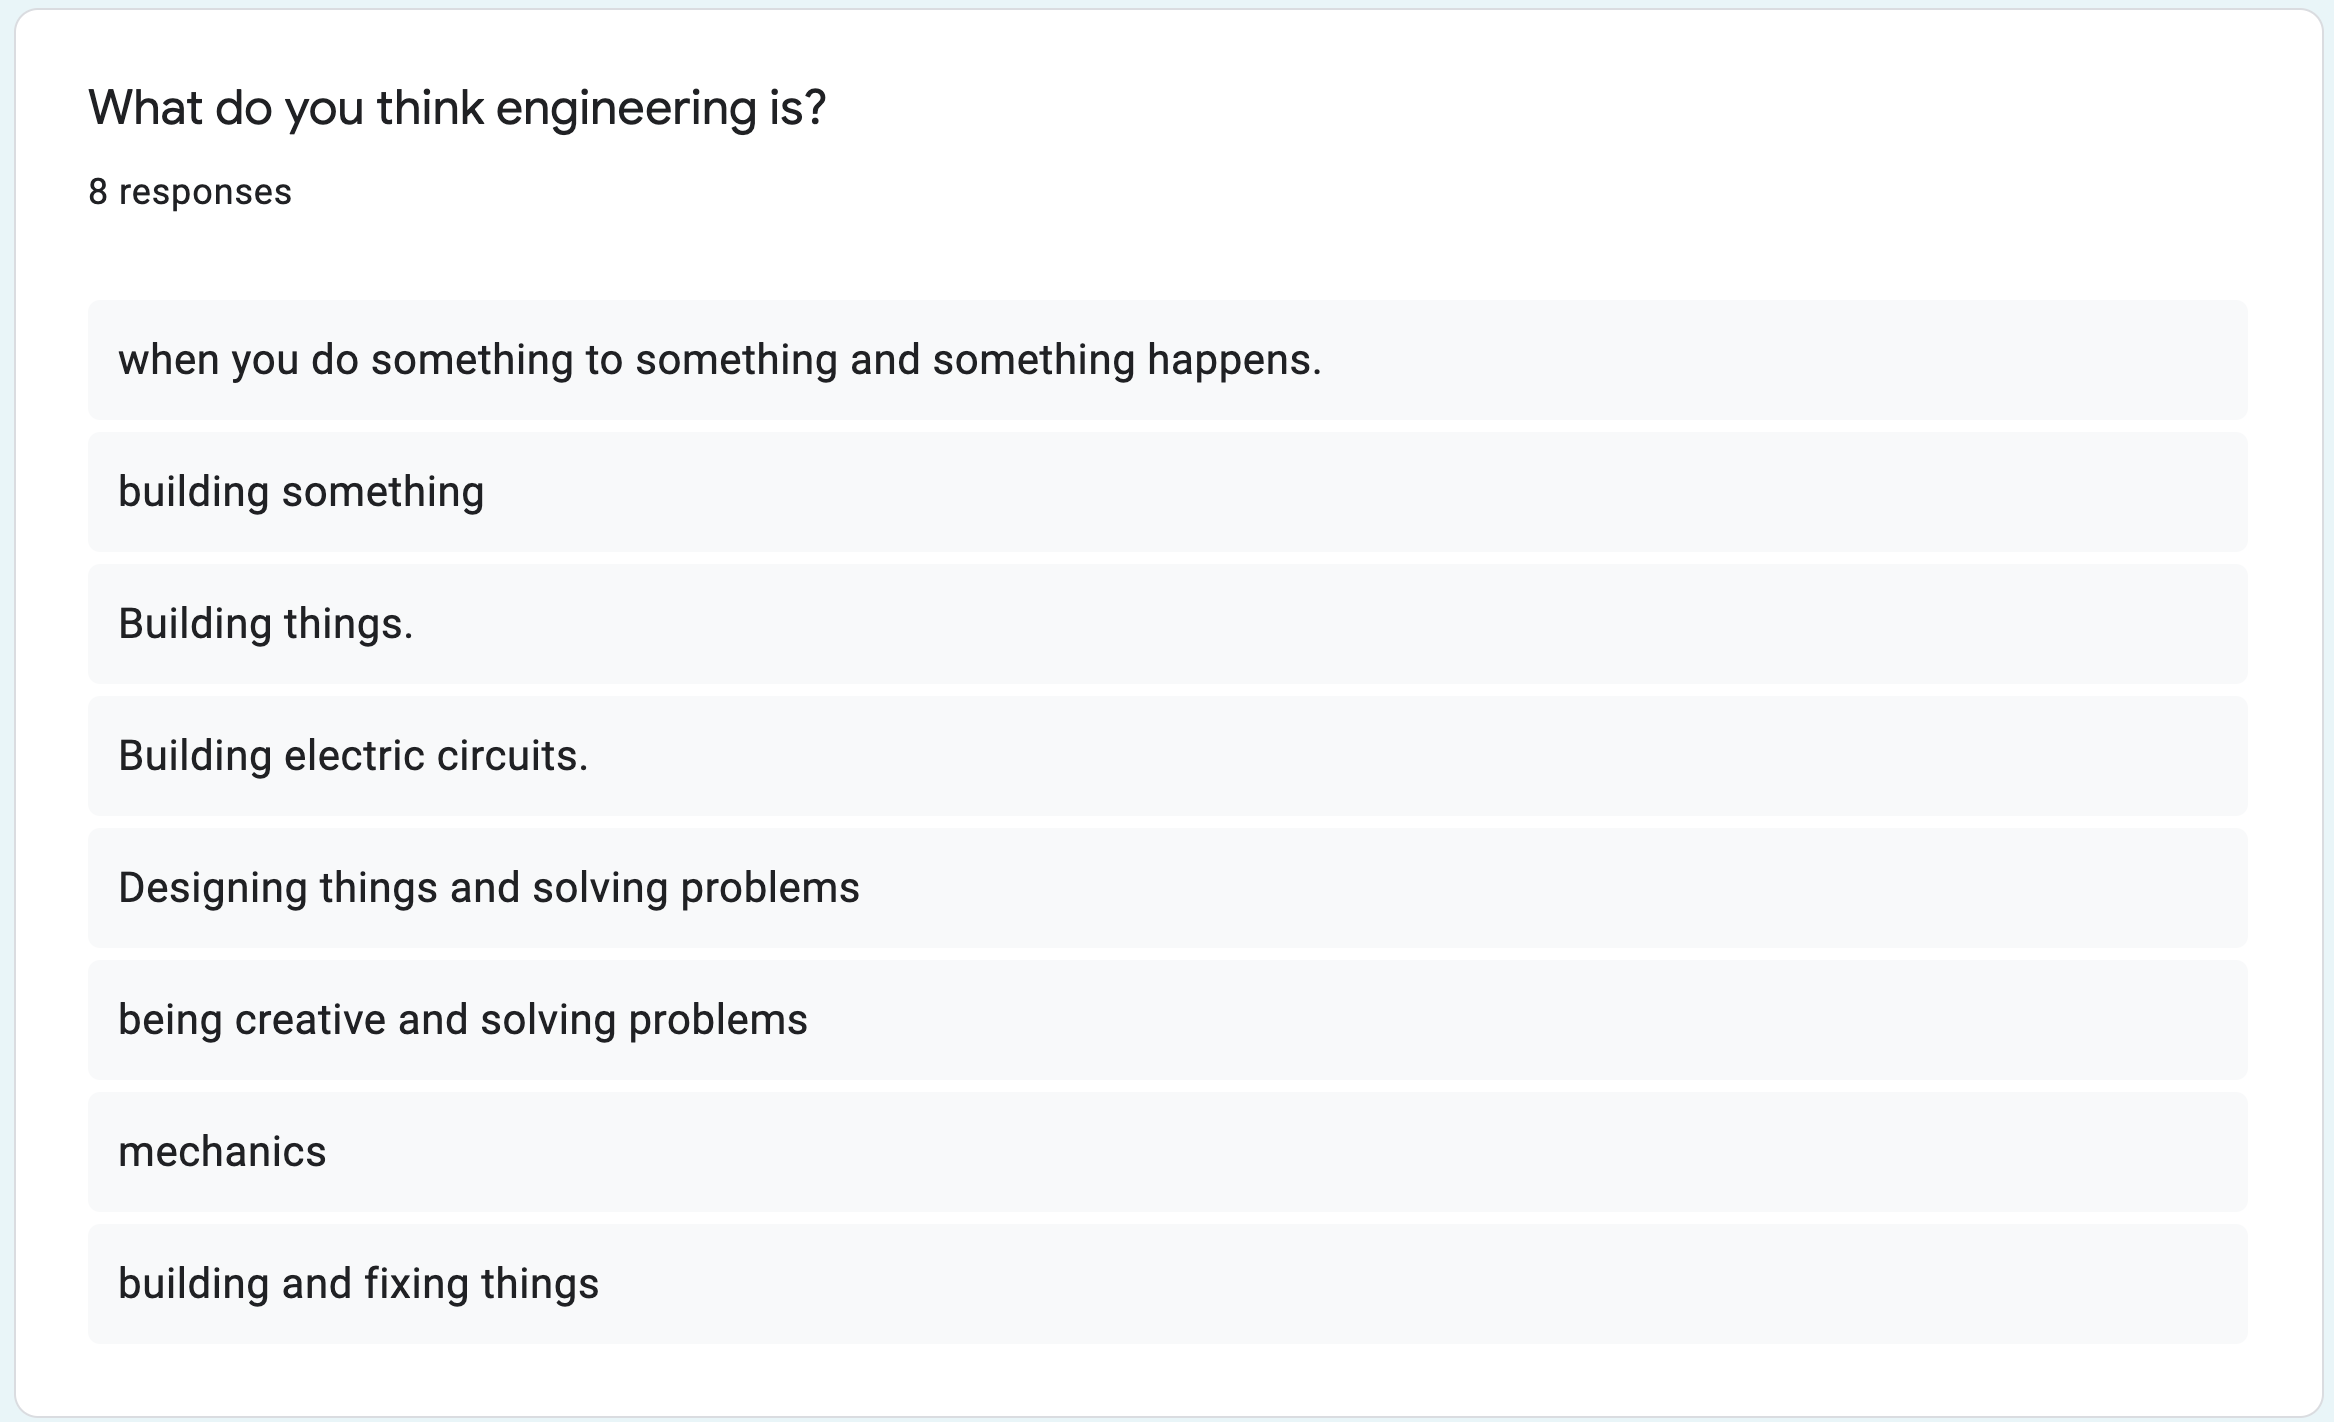 What do you think engineering is?
8 responses
when you do something to something and something happens.
building something
Building things.
Building electric circuits.
Designing things and solving problems
being creative and solving problems
mechanics
building and fixing things